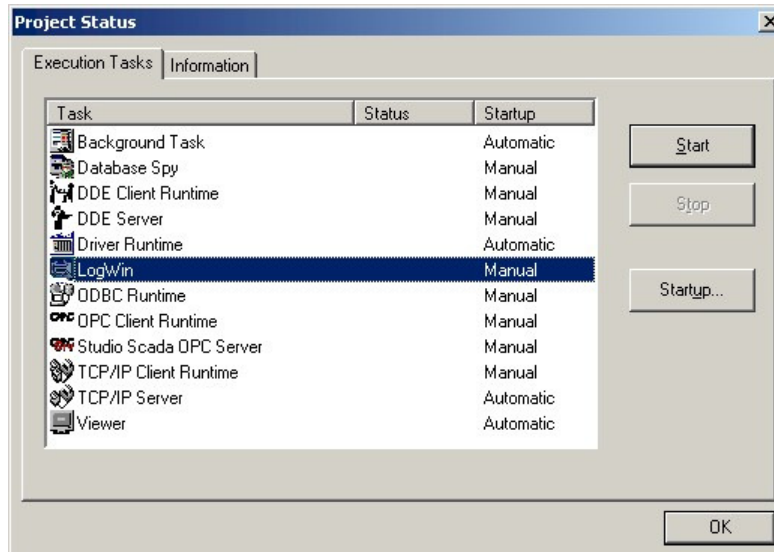 Project Status
Execution Tasks Information
Task Status Startup
Background Task Automatic
Database Spy Manual
DDE Client Runtime Manual
DDE Server Manual
Driver Runtime Automatic
LogWin Manual
ODBC Runtime Manual
OPC Client Runtime Manual
Studio Scada OPC Server Manual
TCP/IP Client Runtime Manual
TCP/IP Server Automatic
Viewer Automatic
Start
Stop
Startup...
OK